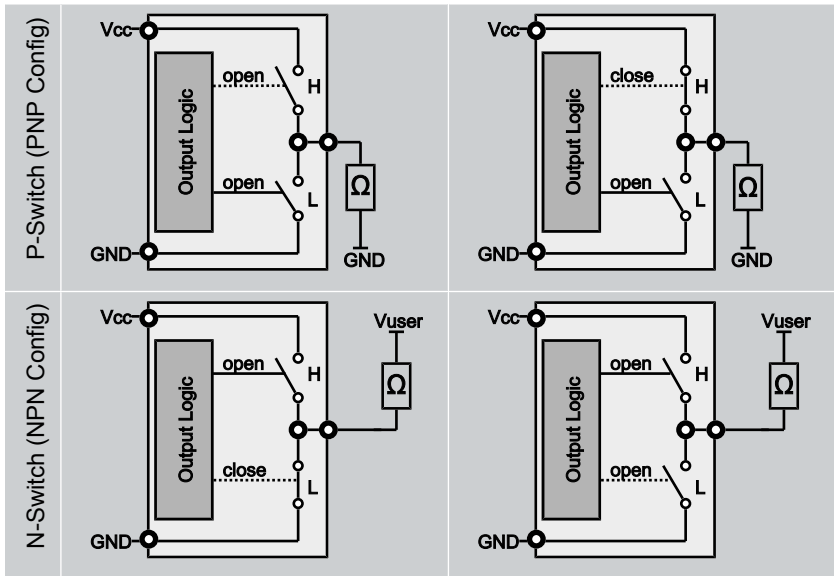 P-Switch (PNP Config)
Vcc
Output Logic
open
H
open
L
Ω
GND
GND
Vcc
Output Logic
close
H
open
L
Ω
GND
GND
N-Switch (NPN Config)
Vcc
Vuser
Output Logic
open
H
Ω
close
L
GND
Vcc
Vuser
Output Logic
open
H
Ω
open
L
GND